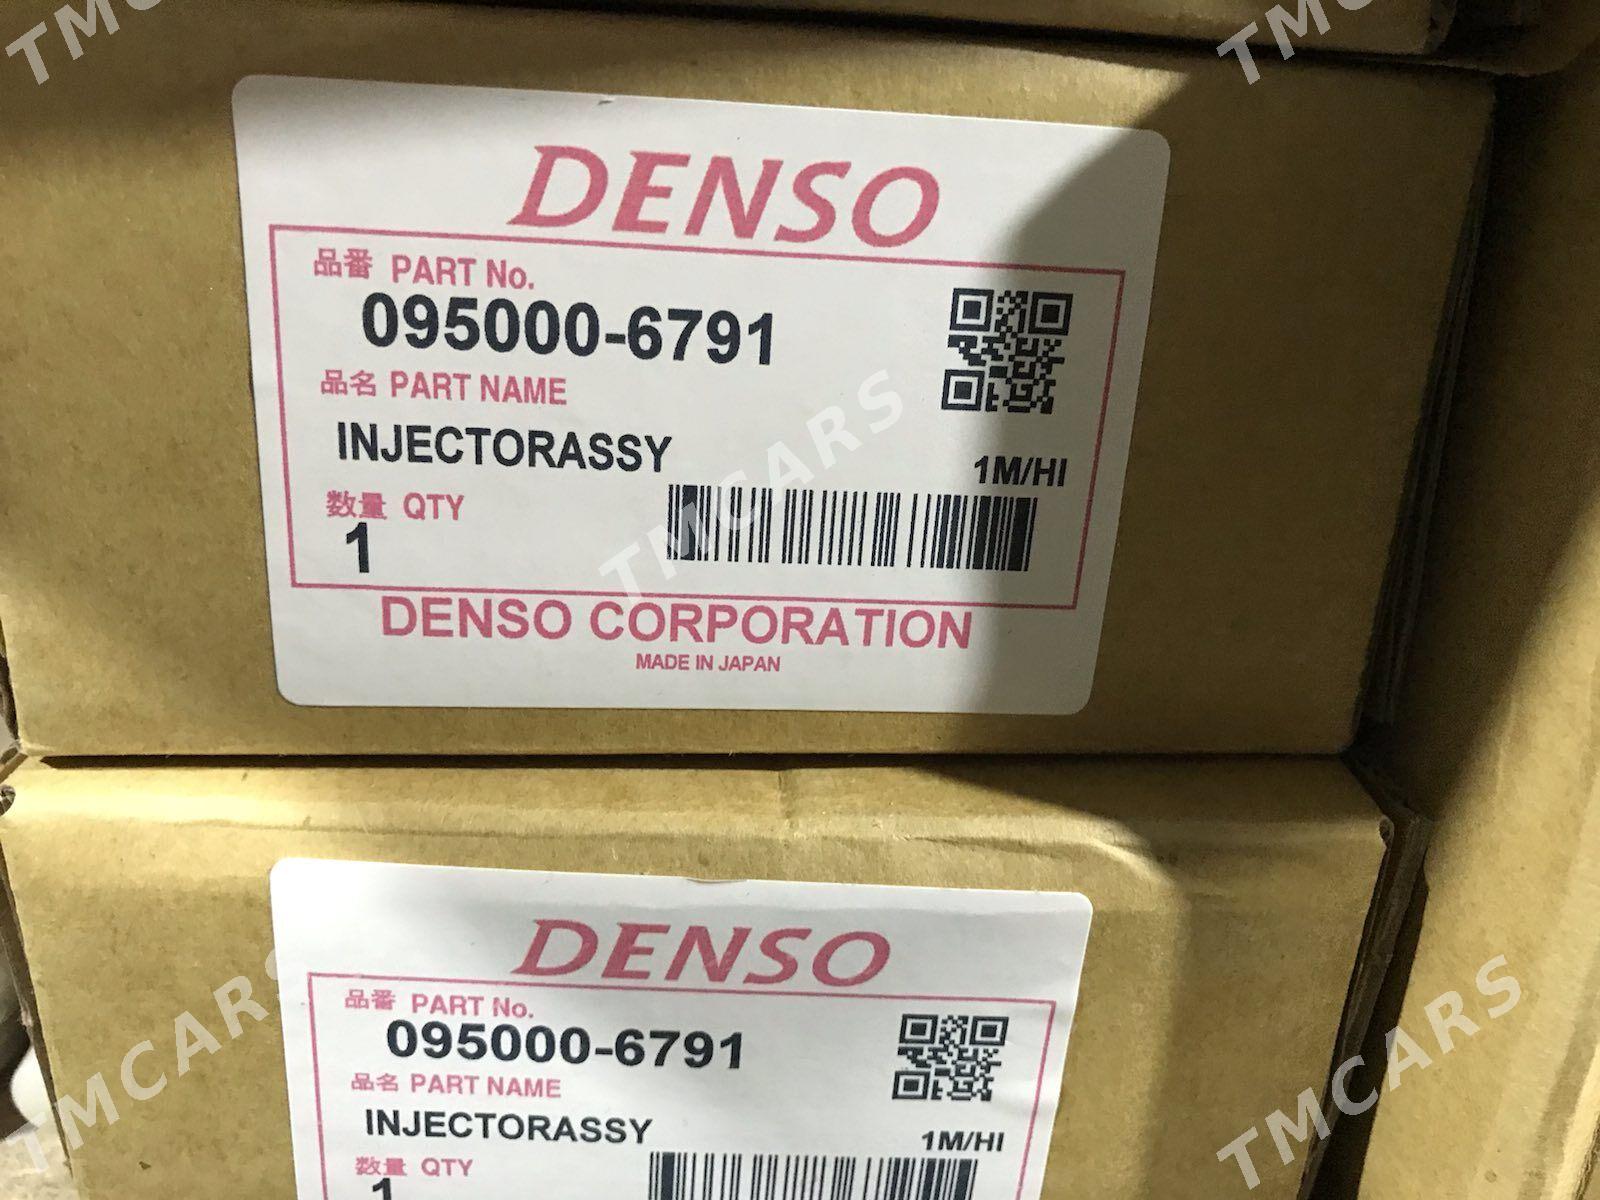 DENSO
品番 PART No.
095000-6791
品名 PART NAME
INJECTORASSY
1M/HI
数量 QTY
1
DENSO CORPORATION
MADE IN JAPAN
DENSO
品番 PART No.
095000-6791
品名 PART NAME
INJECTORASSY
1M/HI
数量 QTY
1
TMCARS
TMCARS
TMCARS
TMCARS
TMCARS